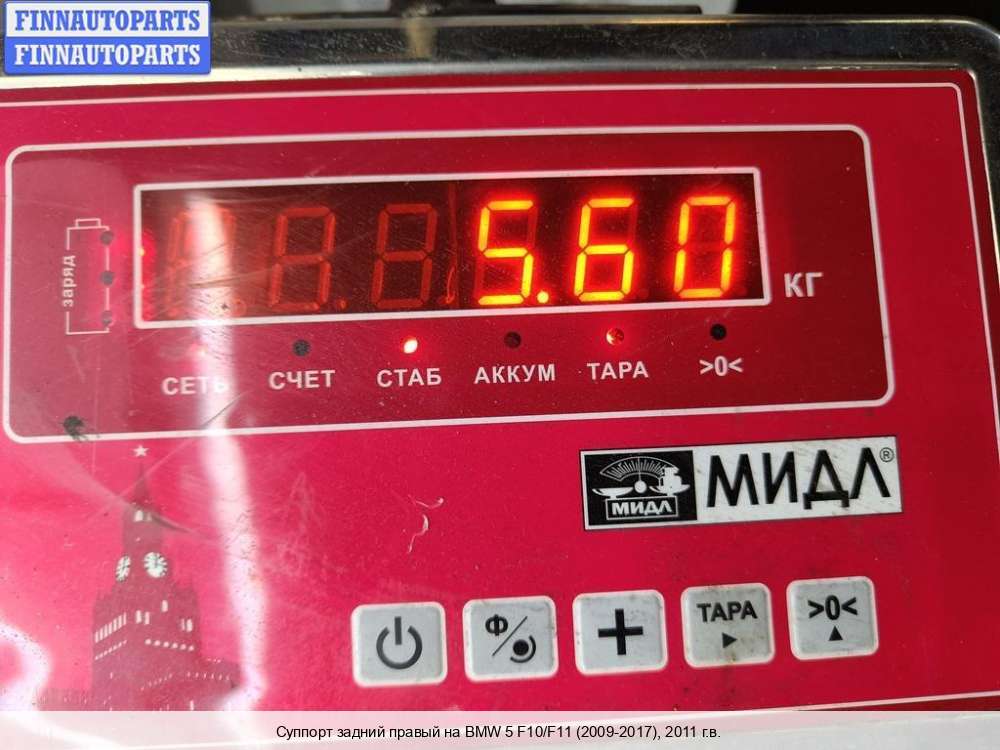 FINNAUTOPARTS
FINNAUTOPARTS
заряд
5.60
КГ
СЕТЬ СЧЕТ СТАБ АККУМ ТАРА >0<
МИДЛ МИДЛ®
Ф
+
ТАРА
>0<
Суппорт задний правый на BMW 5 F10/F11 (2009-2017), 2011 г.в.